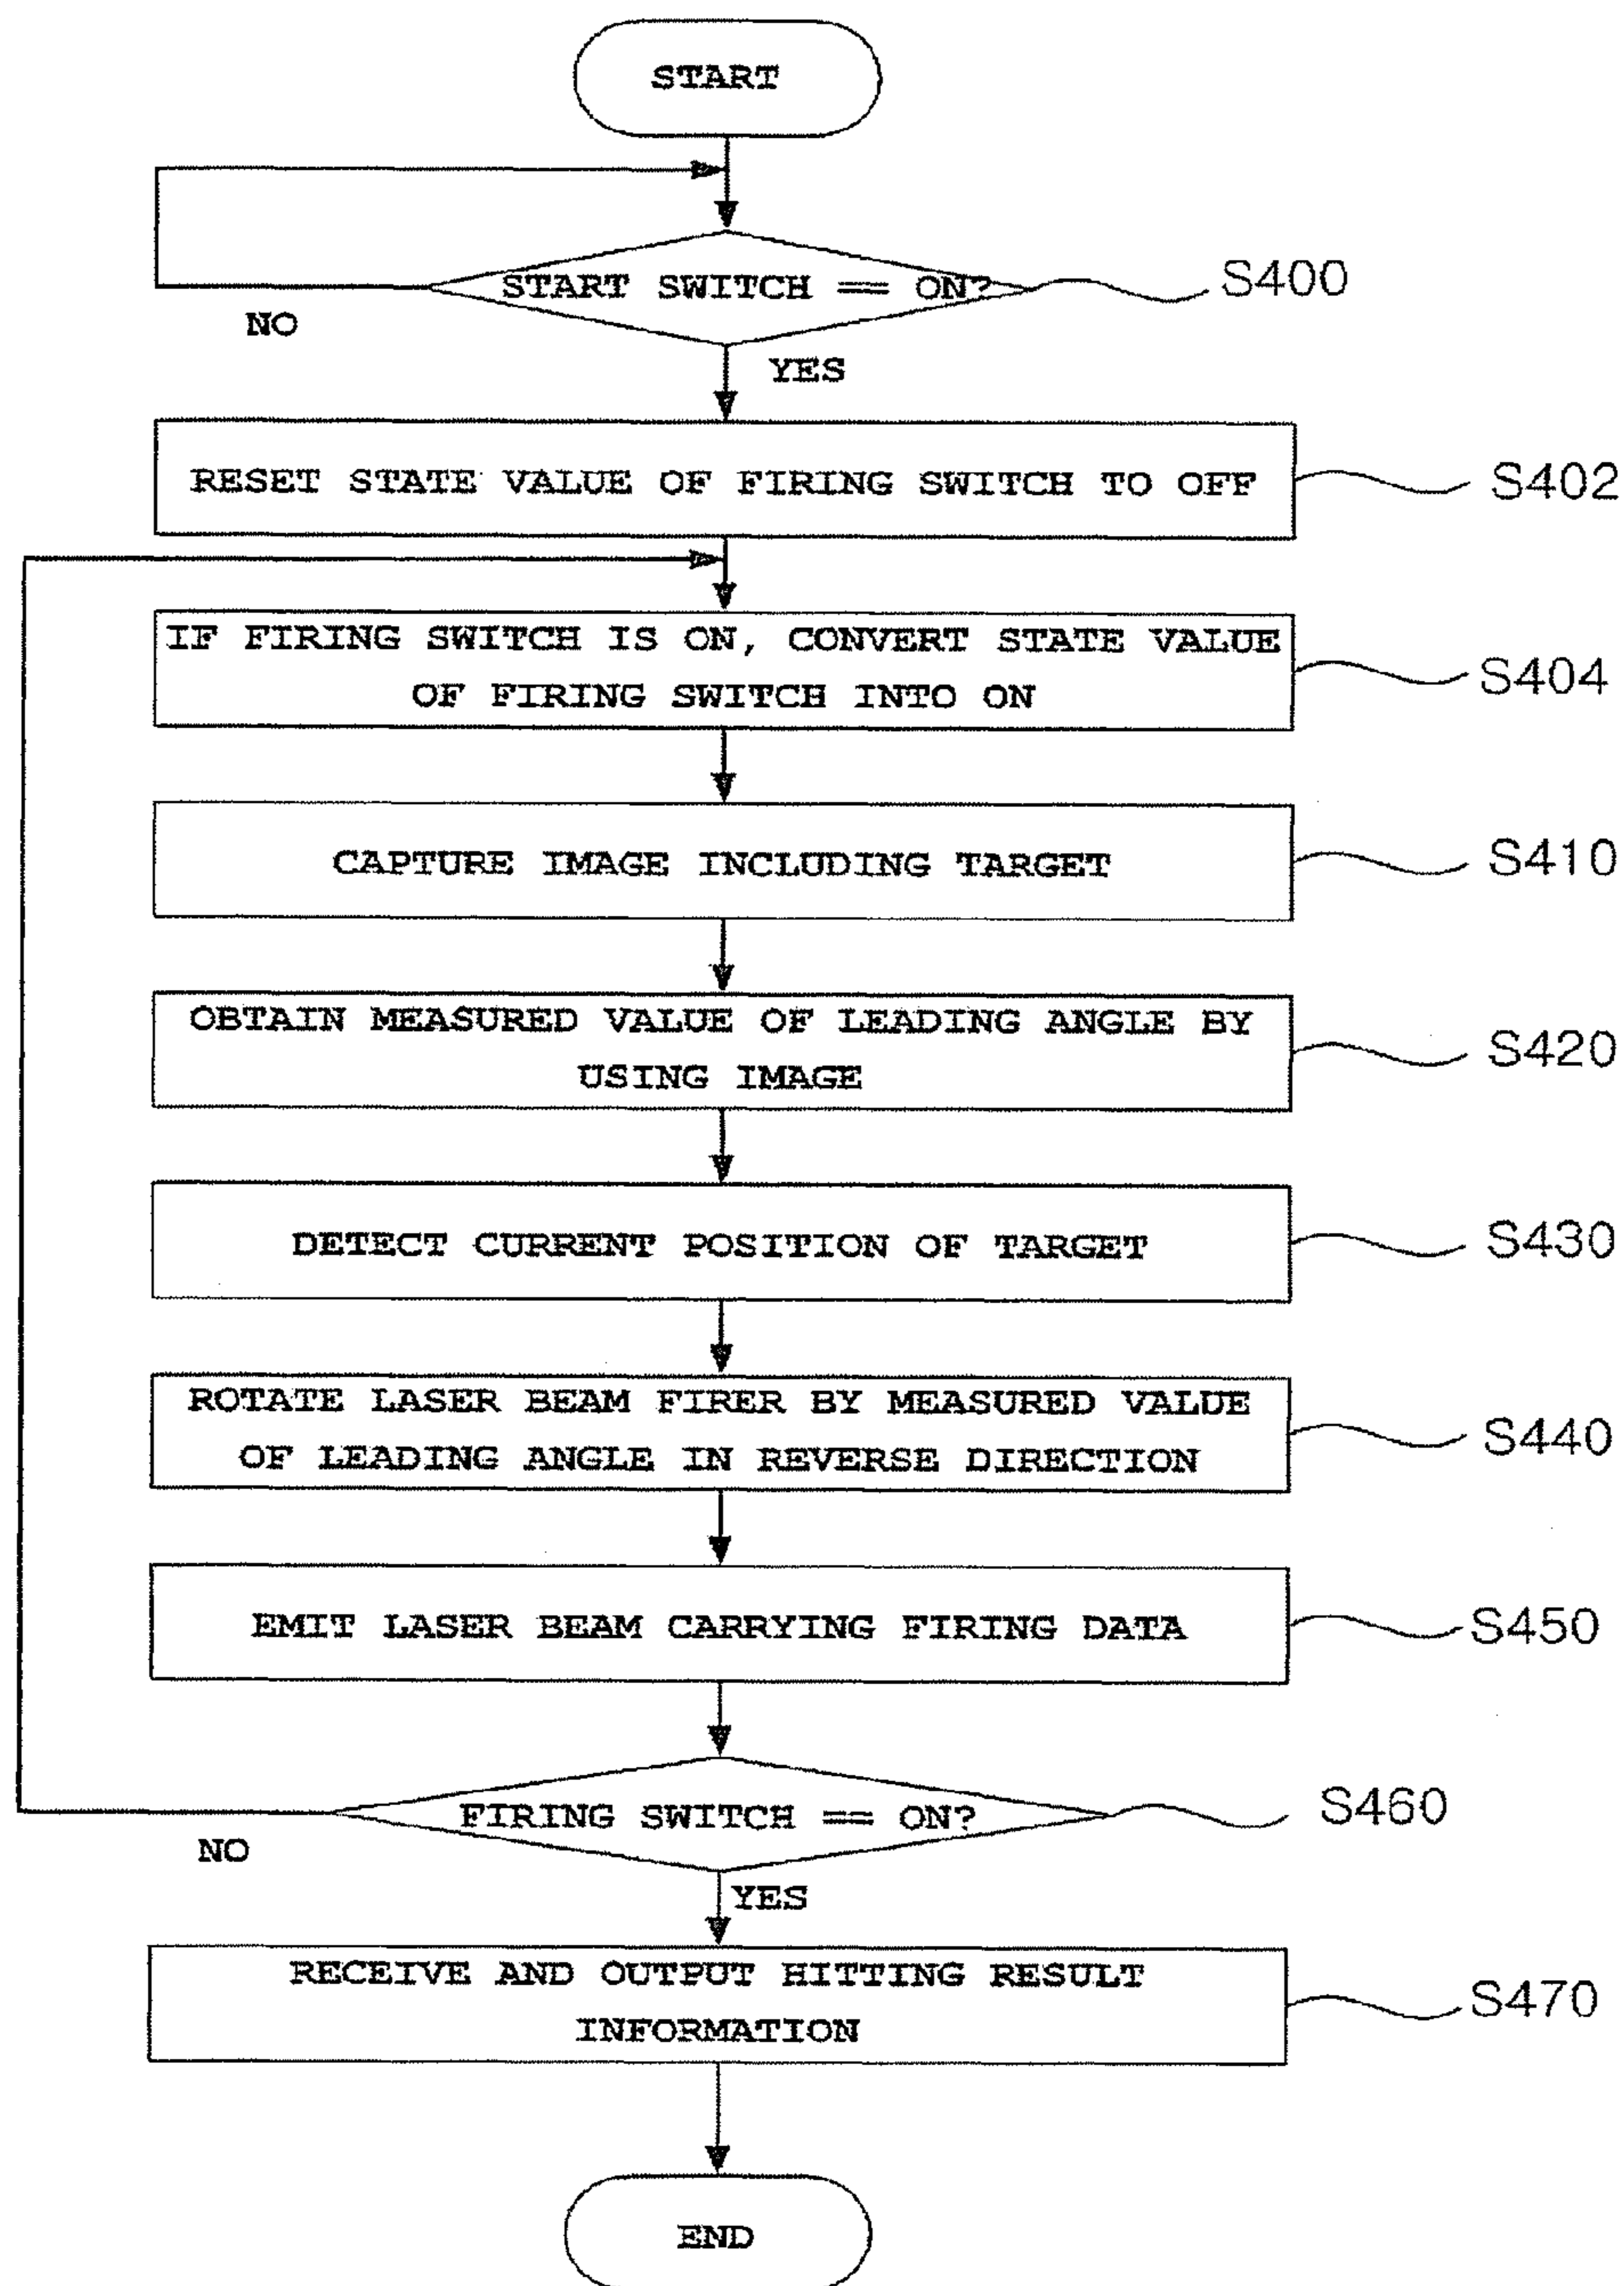 START
START SWITCH == ON?
S400
NO
YES
RESET STATE VALUE OF FIRING SWITCH TO OFF
S402
IF FIRING SWITCH IS ON, CONVERT STATE VALUE
OF FIRING SWITCH INTO ON
S404
CAPTURE IMAGE INCLUDING TARGET
S410
OBTAIN MEASURED VALUE OF LEADING ANGLE BY
USING IMAGE
S420
DETECT CURRENT POSITION OF TARGET
S430
ROTATE LASER BEAM FIRER BY MEASURED VALUE
OF LEADING ANGLE IN REVERSE DIRECTION
S440
EMIT LASER BEAM CARRYING FIRING DATA
S450
FIRING SWITCH == ON?
S460
NO
YES
RECEIVE AND OUTPUT HITTING RESULT
INFORMATION
S470
END